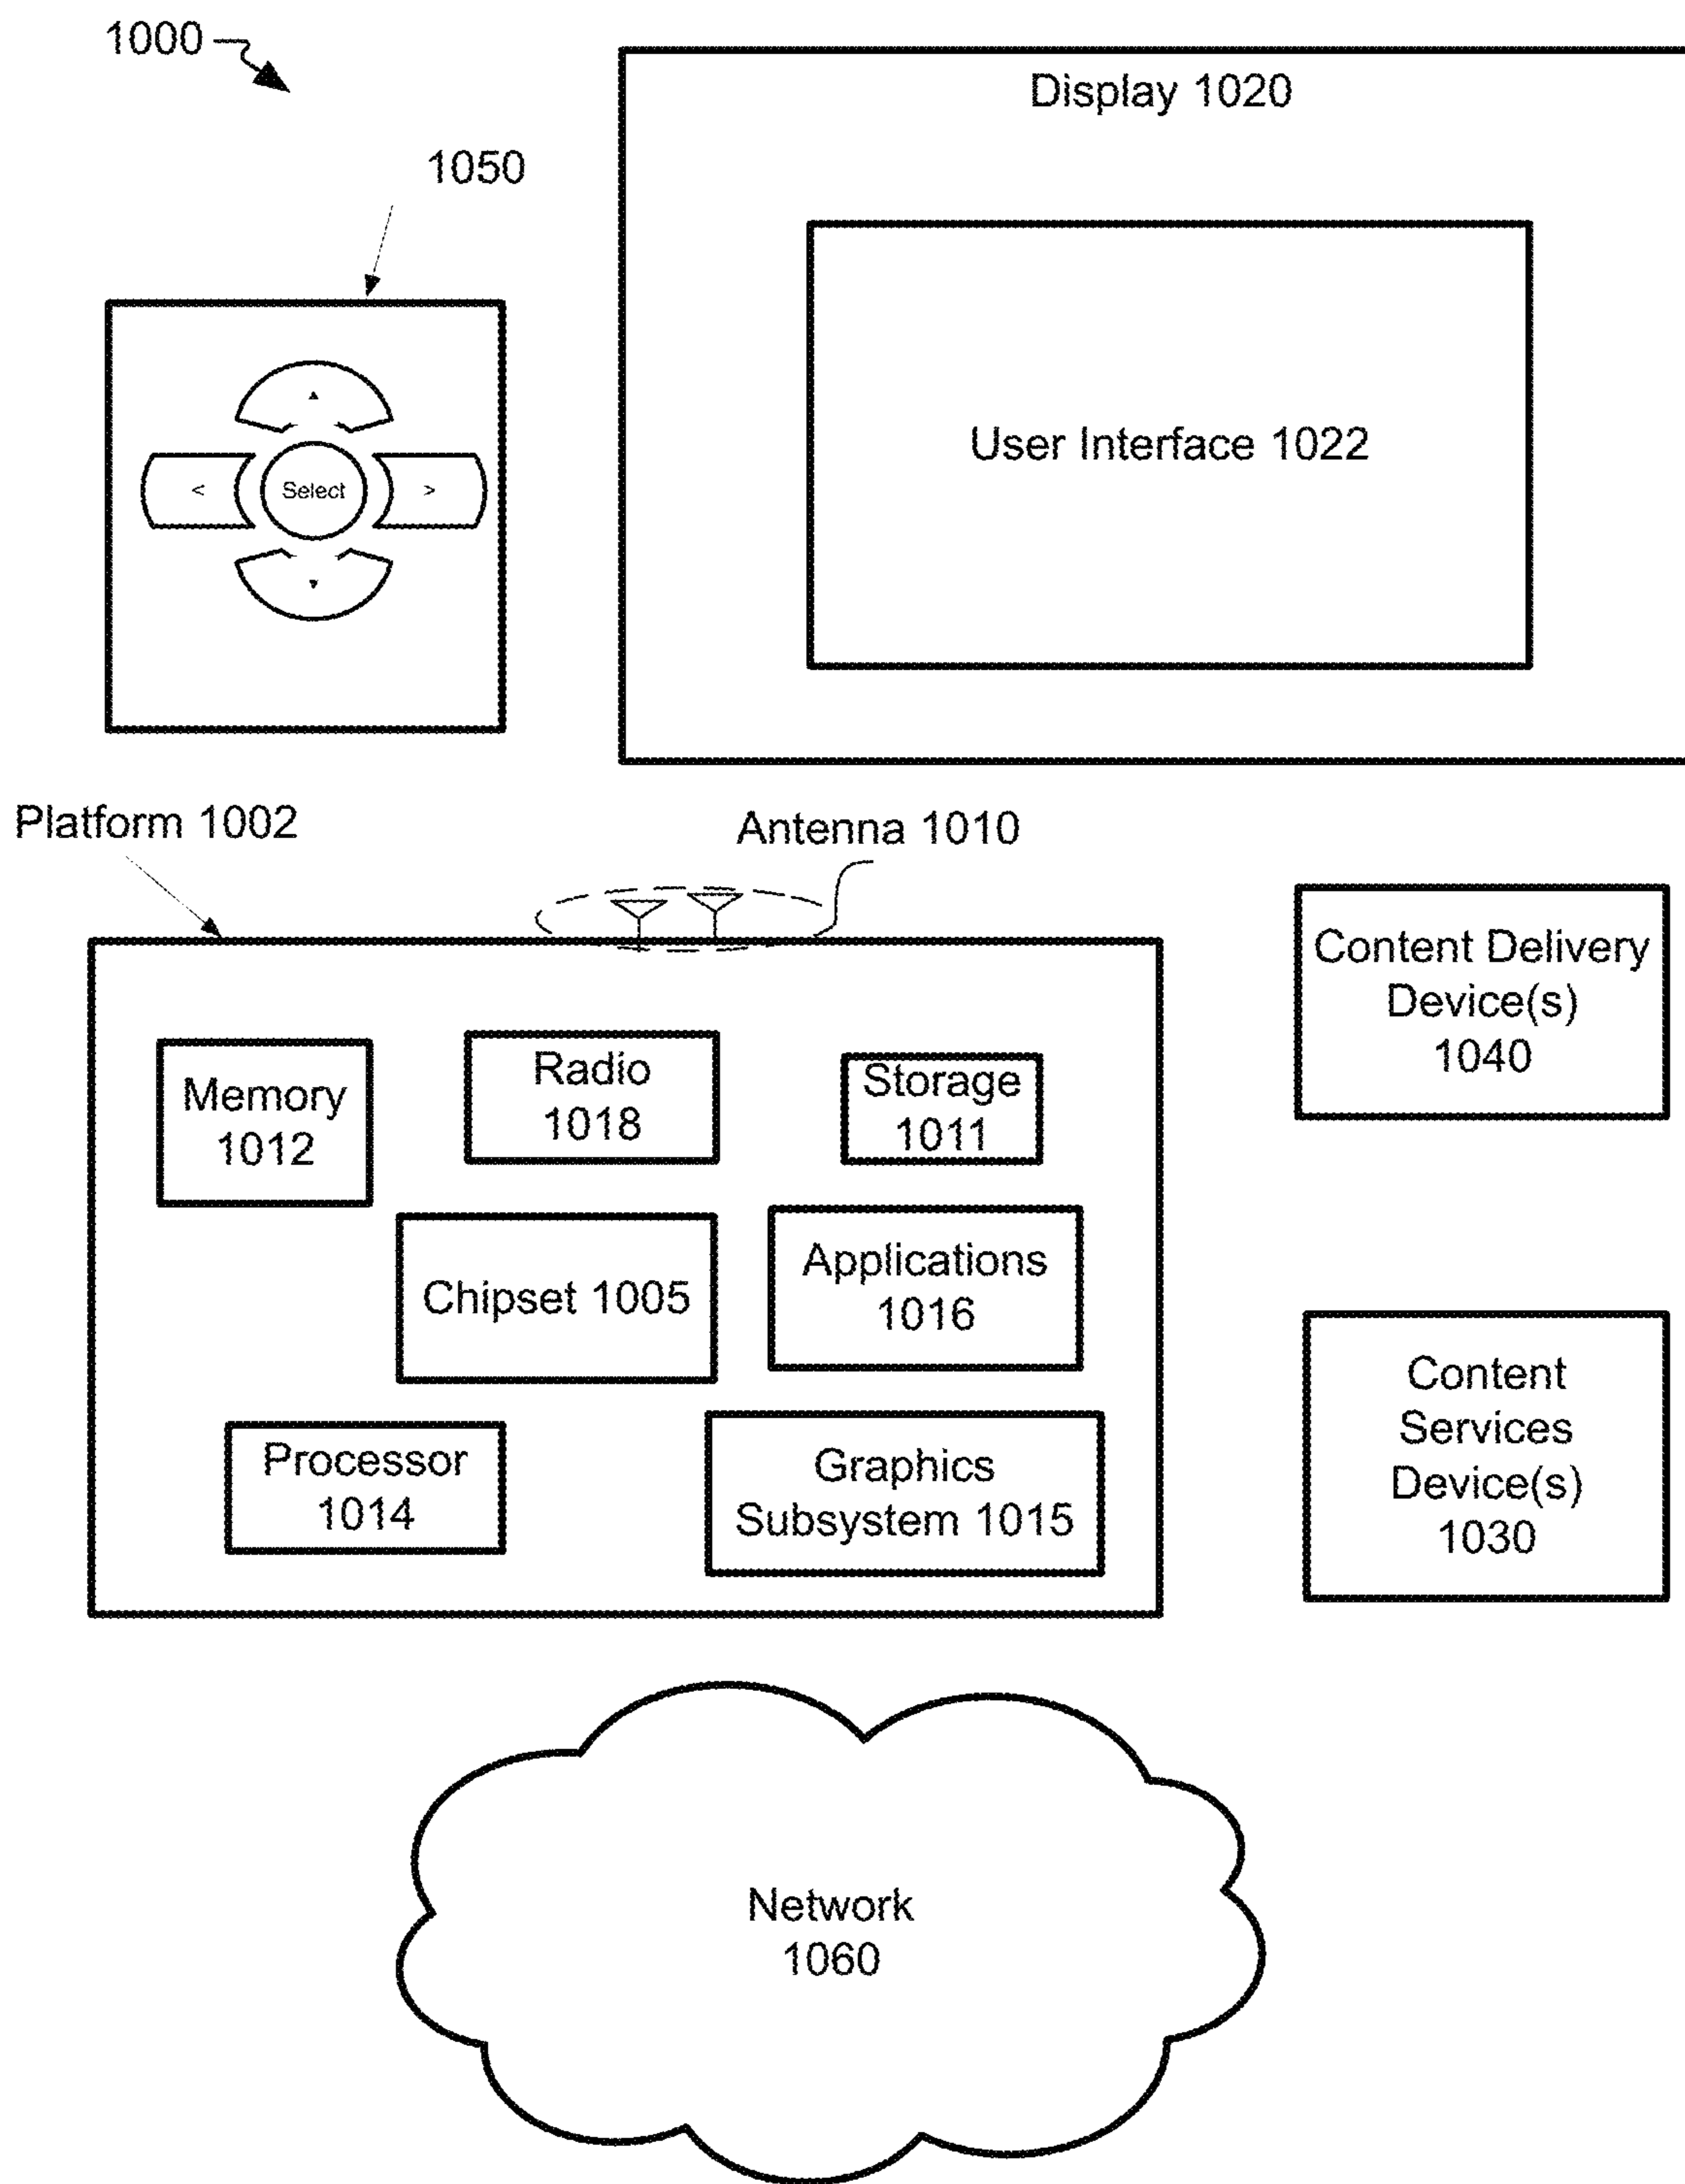 1000
Display 1020
1050
User Interface 1022
<
Select
>
Platform 1002
Antenna 1010
Content Delivery
Device(s)
1040
Memory
1012
Radio
1018
Storage
1011
Chipset 1005
Applications
1016
Content
Services
Device(s)
1030
Processor
1014
Graphics
Subsystem 1015
Network
1060